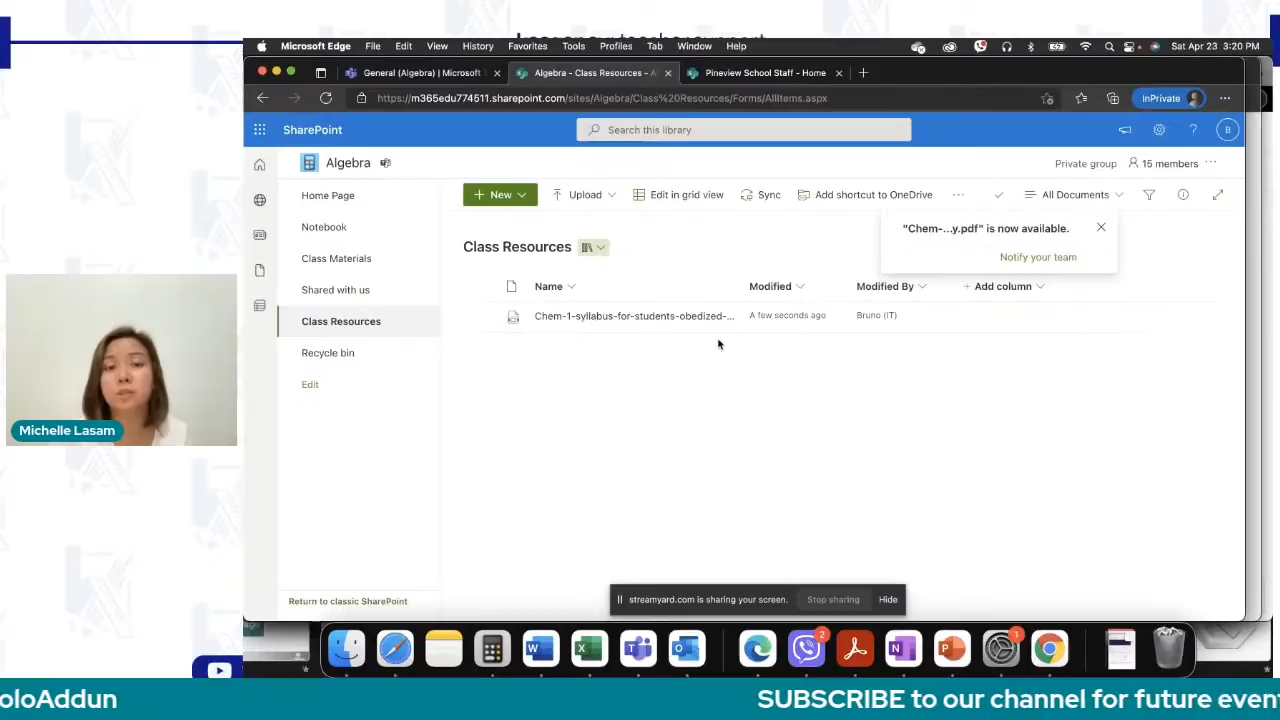 Microsoft Edge File Edit View History Favorites Tools Profiles Tab Window Help Sat Apr 23 3:20 PM
General (Algebra) | Microsoft T
Algebra - Class Resources - A
Pineview School Staff - Home
https://m365edu774511.sharepoint.com/sites/Algebra/Class%20Resources/Forms/AllItems.aspx
InPrivate
SharePoint
Search this library
B
Algebra
Private group
15 members
Home Page
Notebook
Class Materials
Shared with us
Class Resources
Recycle bin
Edit
Return to classic SharePoint
New
Upload
Edit in grid view
Sync
Add shortcut to OneDrive
All Documents
"Chem-...y.pdf" is now available.
Notify your team
Class Resources
Name Modified Modified By + Add column
Chem-1-syllabus-for-students-obedized-... A few seconds ago Bruno (IT)
Michelle Lasam
streamyard.com is sharing your screen. Stop sharing Hide
2
1
oloAddun SUBSCRIBE to our channel for future event